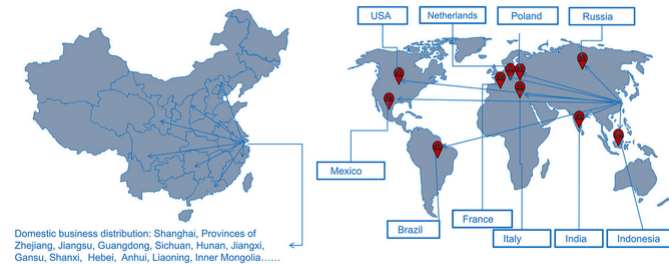 USA
Netherlands
Poland
Russia
Mexico
Brazil
France
Italy
India
Indonesia
Domestic business distribution: Shanghai, Provinces of
Zhejiang, Jiangsu, Guangdong, Sichuan, Hunan, Jiangxi,
Gansu, Shanxi, Hebei, Anhui, Liaoning, Inner Mongolia......